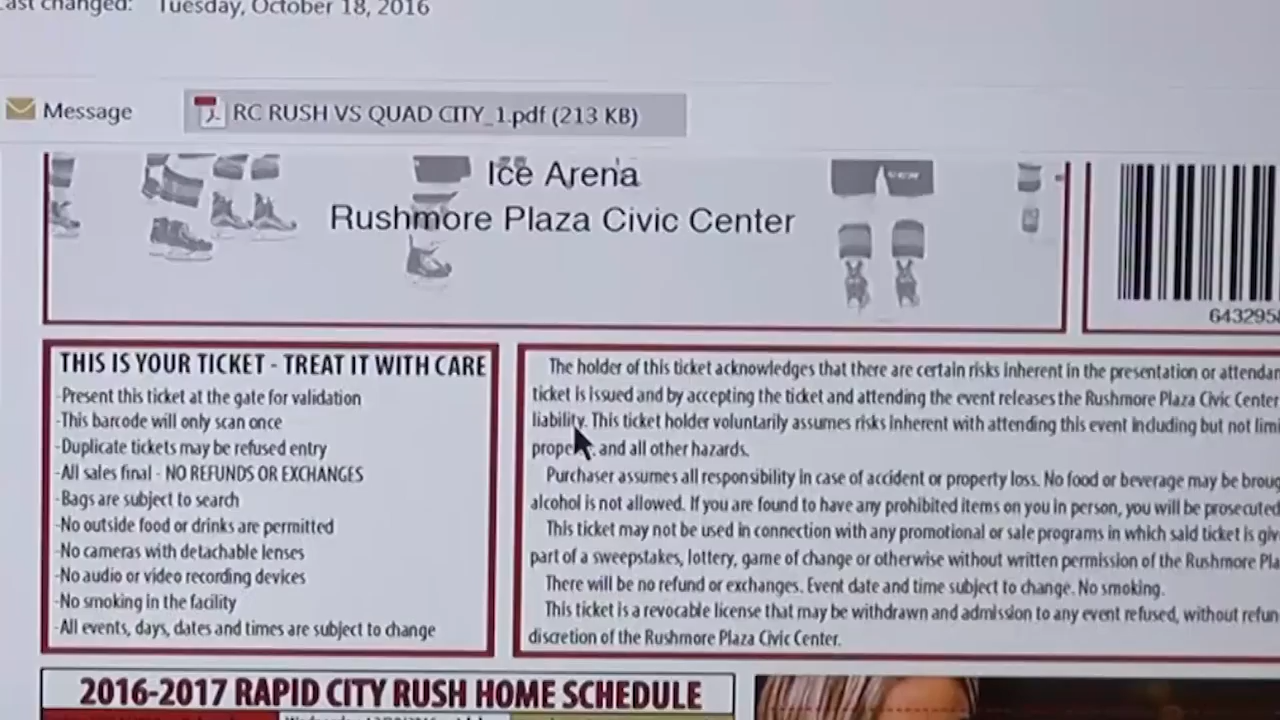 Last changed: Tuesday, October 18, 2016
Message
RC RUSH VS QUAD CITY_1.pdf (213 KB)
Ice Arena
Rushmore Plaza Civic Center
643295
THIS IS YOUR TICKET - TREAT IT WITH CARE
-Present this ticket at the gate for validation
-This barcode will only scan once
-Duplicate tickets may be refused entry
-All sales final - NO REFUNDS OR EXCHANGES
-Bags are subject to search
-No outside food or drinks are permitted
-No cameras with detachable lenses
-No audio or video recording devices
-No smoking in the facility
-All events, days, dates and times are subject to change
The holder of this ticket acknowledges that there are certain risks inherent in the presentation or attendan
ticket is issued and by accepting the ticket and attending the event releases the Rushmore Plaza Civic Center
liability. This ticket holder voluntarily assumes risks inherent with attending this event including but not limi
and all other hazards.
Purchaser assumes all responsibility in case of accident or property loss. No food or beverage may be broug
alcohol is not allowed. If you are found to have any prohibited items on you in person, you will be prosecuted
This ticket may not be used in connection with any promotional or sale programs in which said ticket is giv
part of a sweepstakes, lottery, game of change or otherwise without written permission of the Rushmore Pla
There will be no refund or exchanges. Event date and time subject to change. No smoking.
This ticket is a revocable license that may be withdrawn and admission to any event refused, without refun
discretion of the Rushmore Plaza Civic Center.
2016-2017 RAPID CITY RUSH HOME SCHEDULE